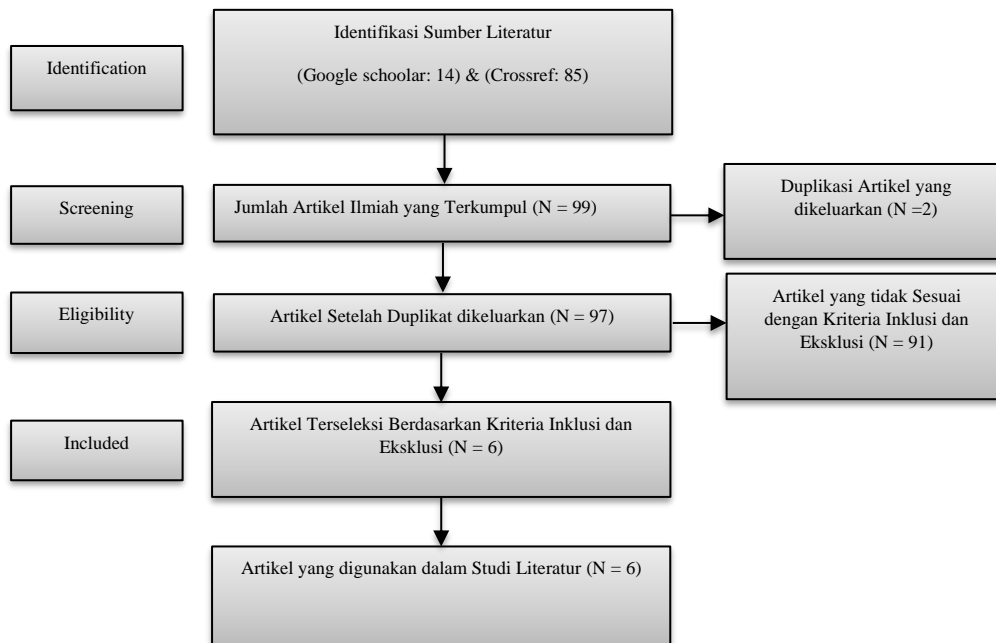 Identification
Identifikasi Sumber Literatur
(Google schoolar: 14) & (Crossref: 85)
Screening
Jumlah Artikel Ilmiah yang Terkumpul (N = 99)
Duplikasi Artikel yang
dikeluarkan (N =2)
Eligibility
Artikel Setelah Duplikat dikeluarkan (N = 97)
Artikel yang tidak Sesuai
dengan Kriteria Inklusi dan
Eksklusi (N = 91)
Included
Artikel Terseleksi Berdasarkan Kriteria Inklusi dan
Eksklusi (N = 6)
Artikel yang digunakan dalam Studi Literatur (N = 6)